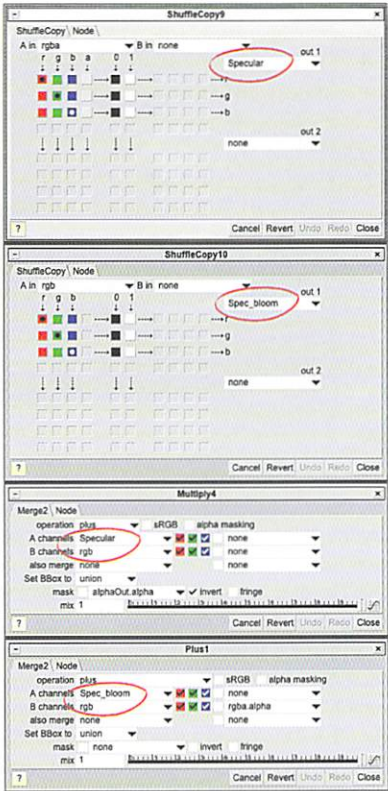 ShuffleCopy9
ShuffleCopy Node
A in rgba B in none out 1
r g b a 0 1 Specular
r
g
b
out 2
none
? Cancel Revert Undo Redo Close
ShuffleCopy10
ShuffleCopy Node
A in rgb B in none out 1
r g b 0 1 Spec_bloom
r
g
b
out 2
none
? Cancel Revert Undo Redo Close
Multiply4
Merge2 Node
operation plus sRGB alpha masking
A channels Specular none
B channels rgb none
also merge none none
Set BBox to union
mask alphaOut.alpha invert fringe
mix 1
? Cancel Revert Undo Redo Close
Plus1
Merge2 Node
operation plus sRGB alpha masking
A channels Spec_bloom none
B channels rgb rgba.alpha
also merge none none
Set BBox to union
mask none invert fringe
mix 1
? Cancel Revert Undo Redo Close